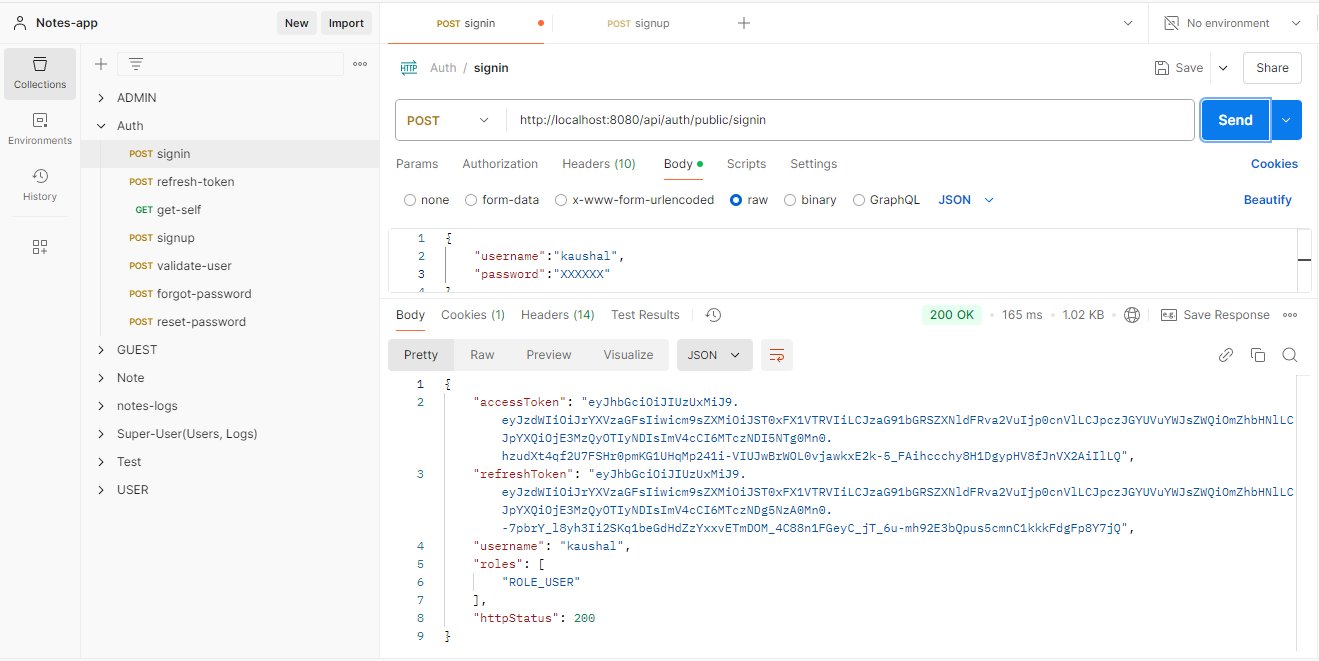 Notes-app
New
Import
POST signin
POST signup
No environment
Collections
Environments
History
ADMIN
Auth
POST signin
POST refresh-token
GET get-self
POST signup
POST validate-user
POST forgot-password
POST reset-password
GUEST
Note
notes-logs
Super-User(Users, Logs)
Test
USER
HTTP Auth / signin
Save
Share
POST
http://localhost:8080/api/auth/public/signin
Send
Params Authorization Headers (10) Body Scripts Settings Cookies
none form-data x-www-form-urlencoded raw binary GraphQL JSON Beautify
1 {
2 "username":"kaushal",
3 "password":"XXXXXX"
4 }
Body Cookies (1) Headers (14) Test Results 200 OK 165 ms 1.02 KB e.g. Save Response
Pretty Raw Preview Visualize JSON
1 {
2 "accessToken": "eyJhbGciOiJIUzUxMiJ9.
eyJzdWIiOiJrYXVzaGFsIiwicm9sZXMiOiJST0xFX1VTRVIiLCJzaG91bGRSZXNldFRva2VuIjp0cnVlLCJpczJGYUVuYWJsZWQiOmZhbHNlLC
JpYXQiOjE3MzQyOTIyNDIsImV4cCI6MTczNDI5NTg0Mn0.
hzudXt4qf2U7FSHr0pmKG1UHqMp241i-VIUJwBrWOL0vjawkxE2k-5_FAihccchy8H1DgypHV8fJnVX2AiIlLQ",
3 "refreshToken": "eyJhbGciOiJIUzUxMiJ9.
eyJzdWIiOiJrYXVzaGFsIiwicm9sZXMiOiJST0xFX1VTRVIiLCJzaG91bGRSZXNldFRva2VuIjp0cnVlLCJpczJGYUVuYWJsZWQiOmZhbHNlLC
JpYXQiOjE3MzQyOTIyNDIsImV4cCI6MTczNDg5NzA0Mn0.
-7pbrY_l8yh3Ii2SKq1beGdHdZzYxxvETmDOM_4C88n1FGeyC_jT_6u-mh92E3bQpus5cmnC1kkkFdgFp8Y7jQ",
4 "username": "kaushal",
5 "roles": [
6 "ROLE_USER"
7 ],
8 "httpStatus": 200
9 }